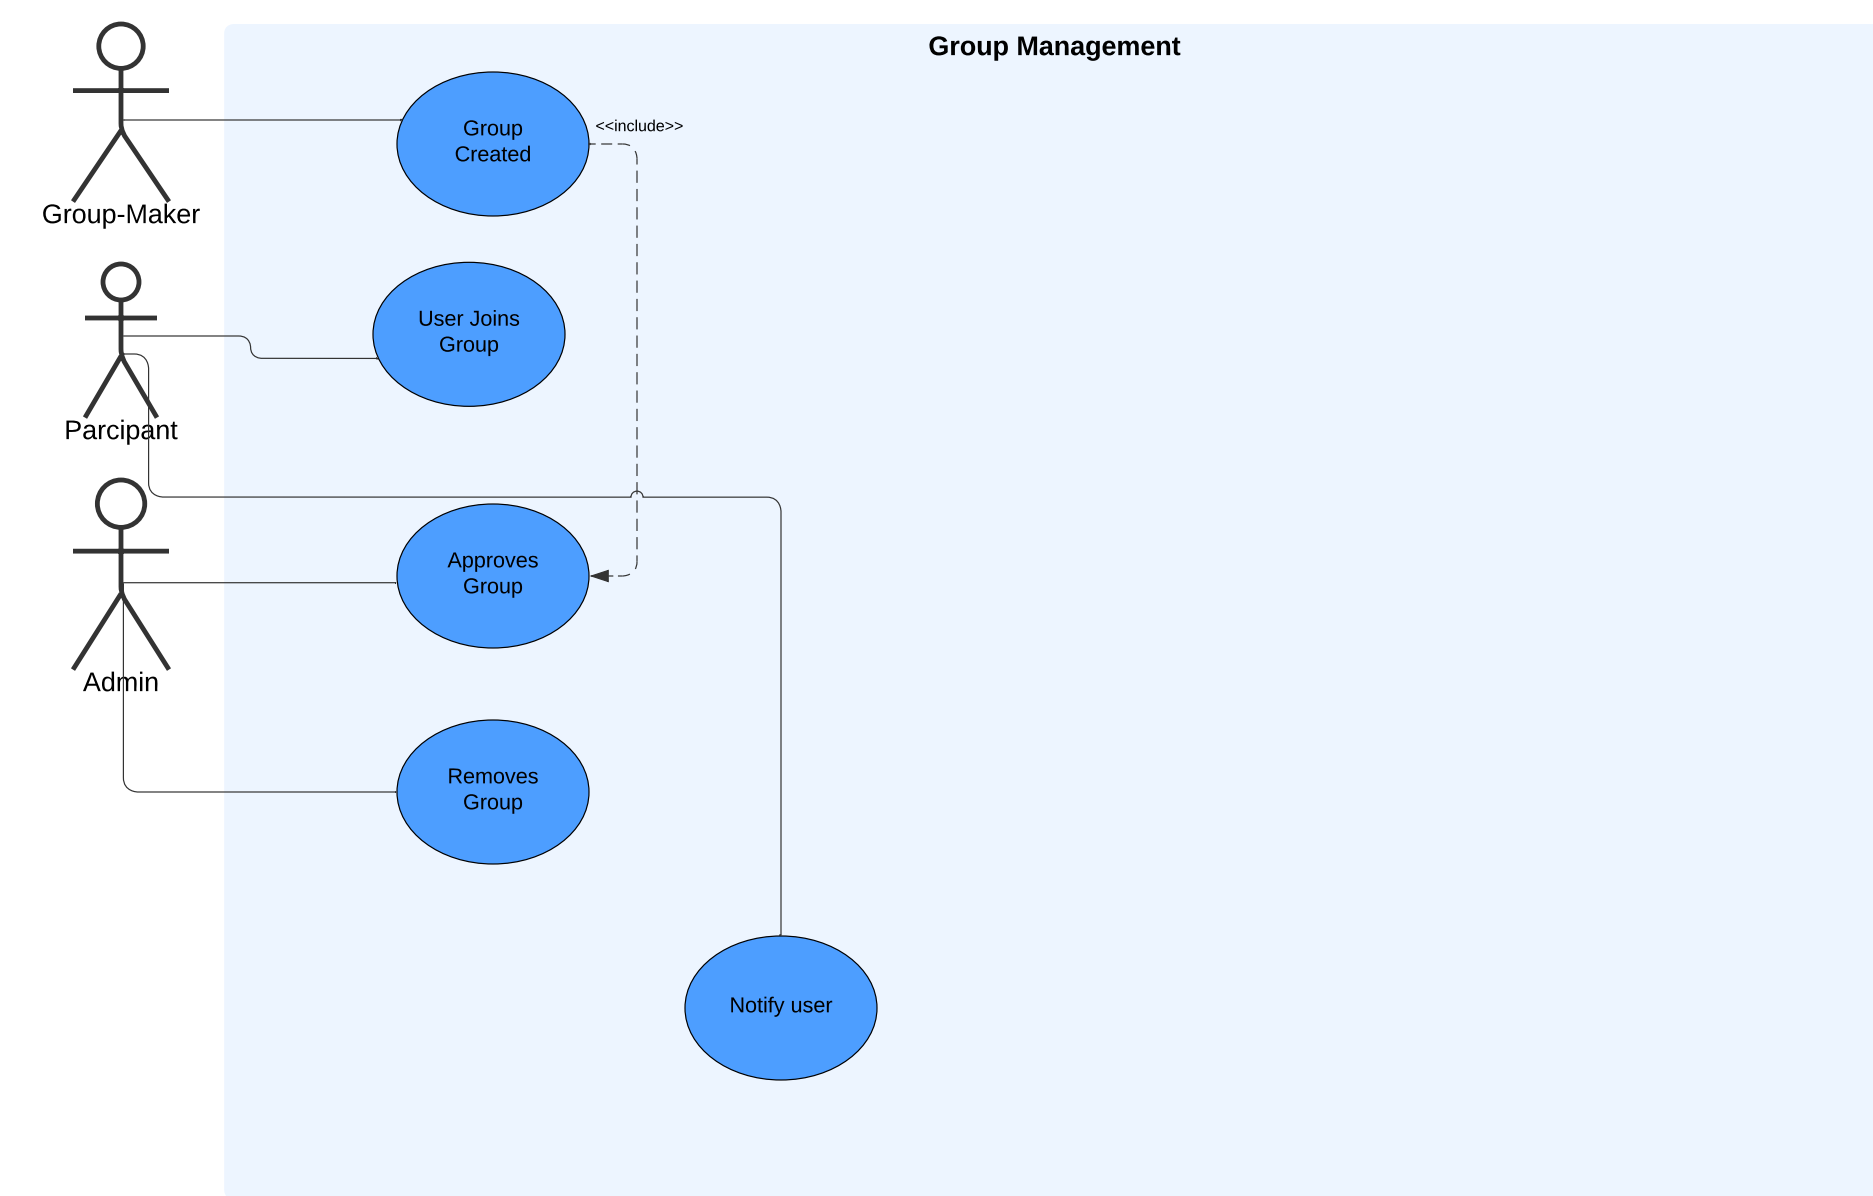 Group Management
Group
Created
<<include>>
Group-Maker
User Joins
Group
Parcipant
Approves
Group
Admin
Removes
Group
Notify user